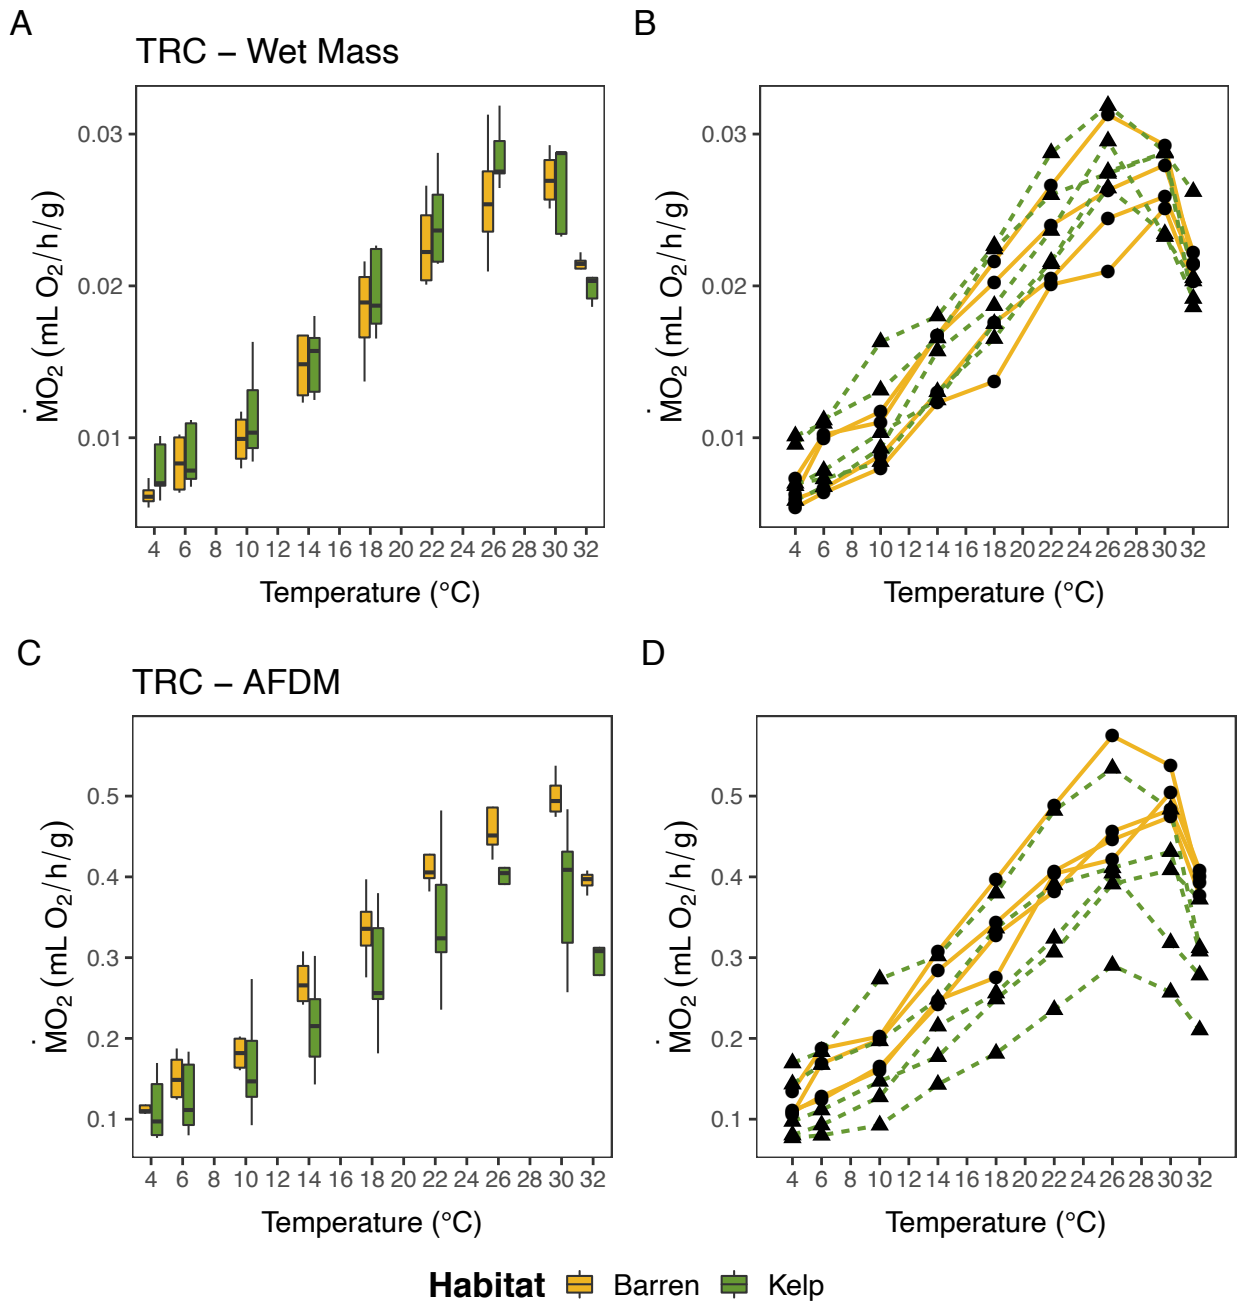 A
B
TRC – Wet Mass
0.03
0.02
0.01
ṀO₂ (mL O₂/h/g)
4 6 8 10 12 14 16 18 20 22 24 26 28 30 32
Temperature (°C)
0.03
0.02
0.01
ṀO₂ (mL O₂/h/g)
4 6 8 10 12 14 16 18 20 22 24 26 28 30 32
Temperature (°C)
C
D
TRC – AFDM
0.5
0.4
0.3
0.2
0.1
ṀO₂ (mL O₂/h/g)
4 6 8 10 12 14 16 18 20 22 24 26 28 30 32
Temperature (°C)
0.5
0.4
0.3
0.2
0.1
ṀO₂ (mL O₂/h/g)
4 6 8 10 12 14 16 18 20 22 24 26 28 30 32
Temperature (°C)
Habitat Barren Kelp